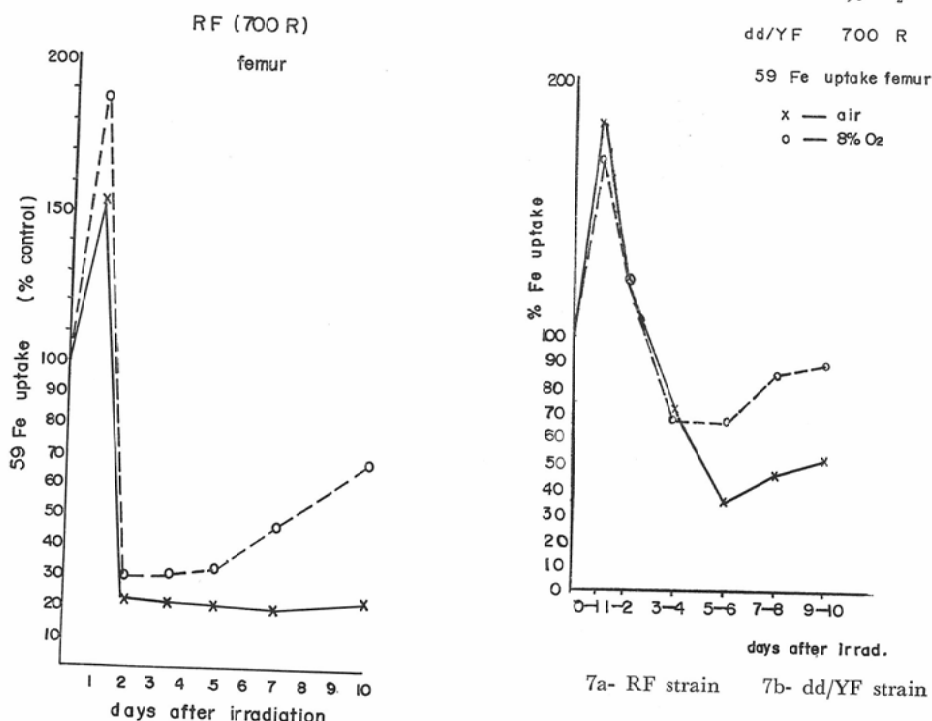 RF (700 R)
femur
200
150
100
90
80
70
60
50
40
30
20
10
59 Fe uptake (% control)
1 2 3 4 5 6 7 8 9 10
days after irradiation
dd/YF 700 R
59 Fe uptake femur
x — air
o — 8% O₂
200
100
90
80
70
60
50
40
30
20
10
0
% Fe uptake
0-1 1-2 3-4 5-6 7-8 9-10
days after Irrad.
7a- RF strain 7b- dd/YF strain